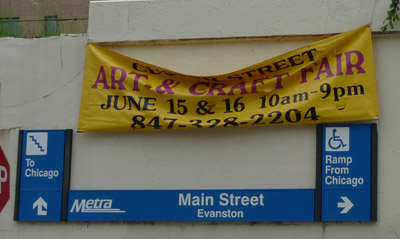 STREET
ART & CRAFT FAIR
JUNE 15 & 16 10am-9pm
847-328-2204
To
Chicago
Metra
Main Street
Evanston
Ramp
From
Chicago